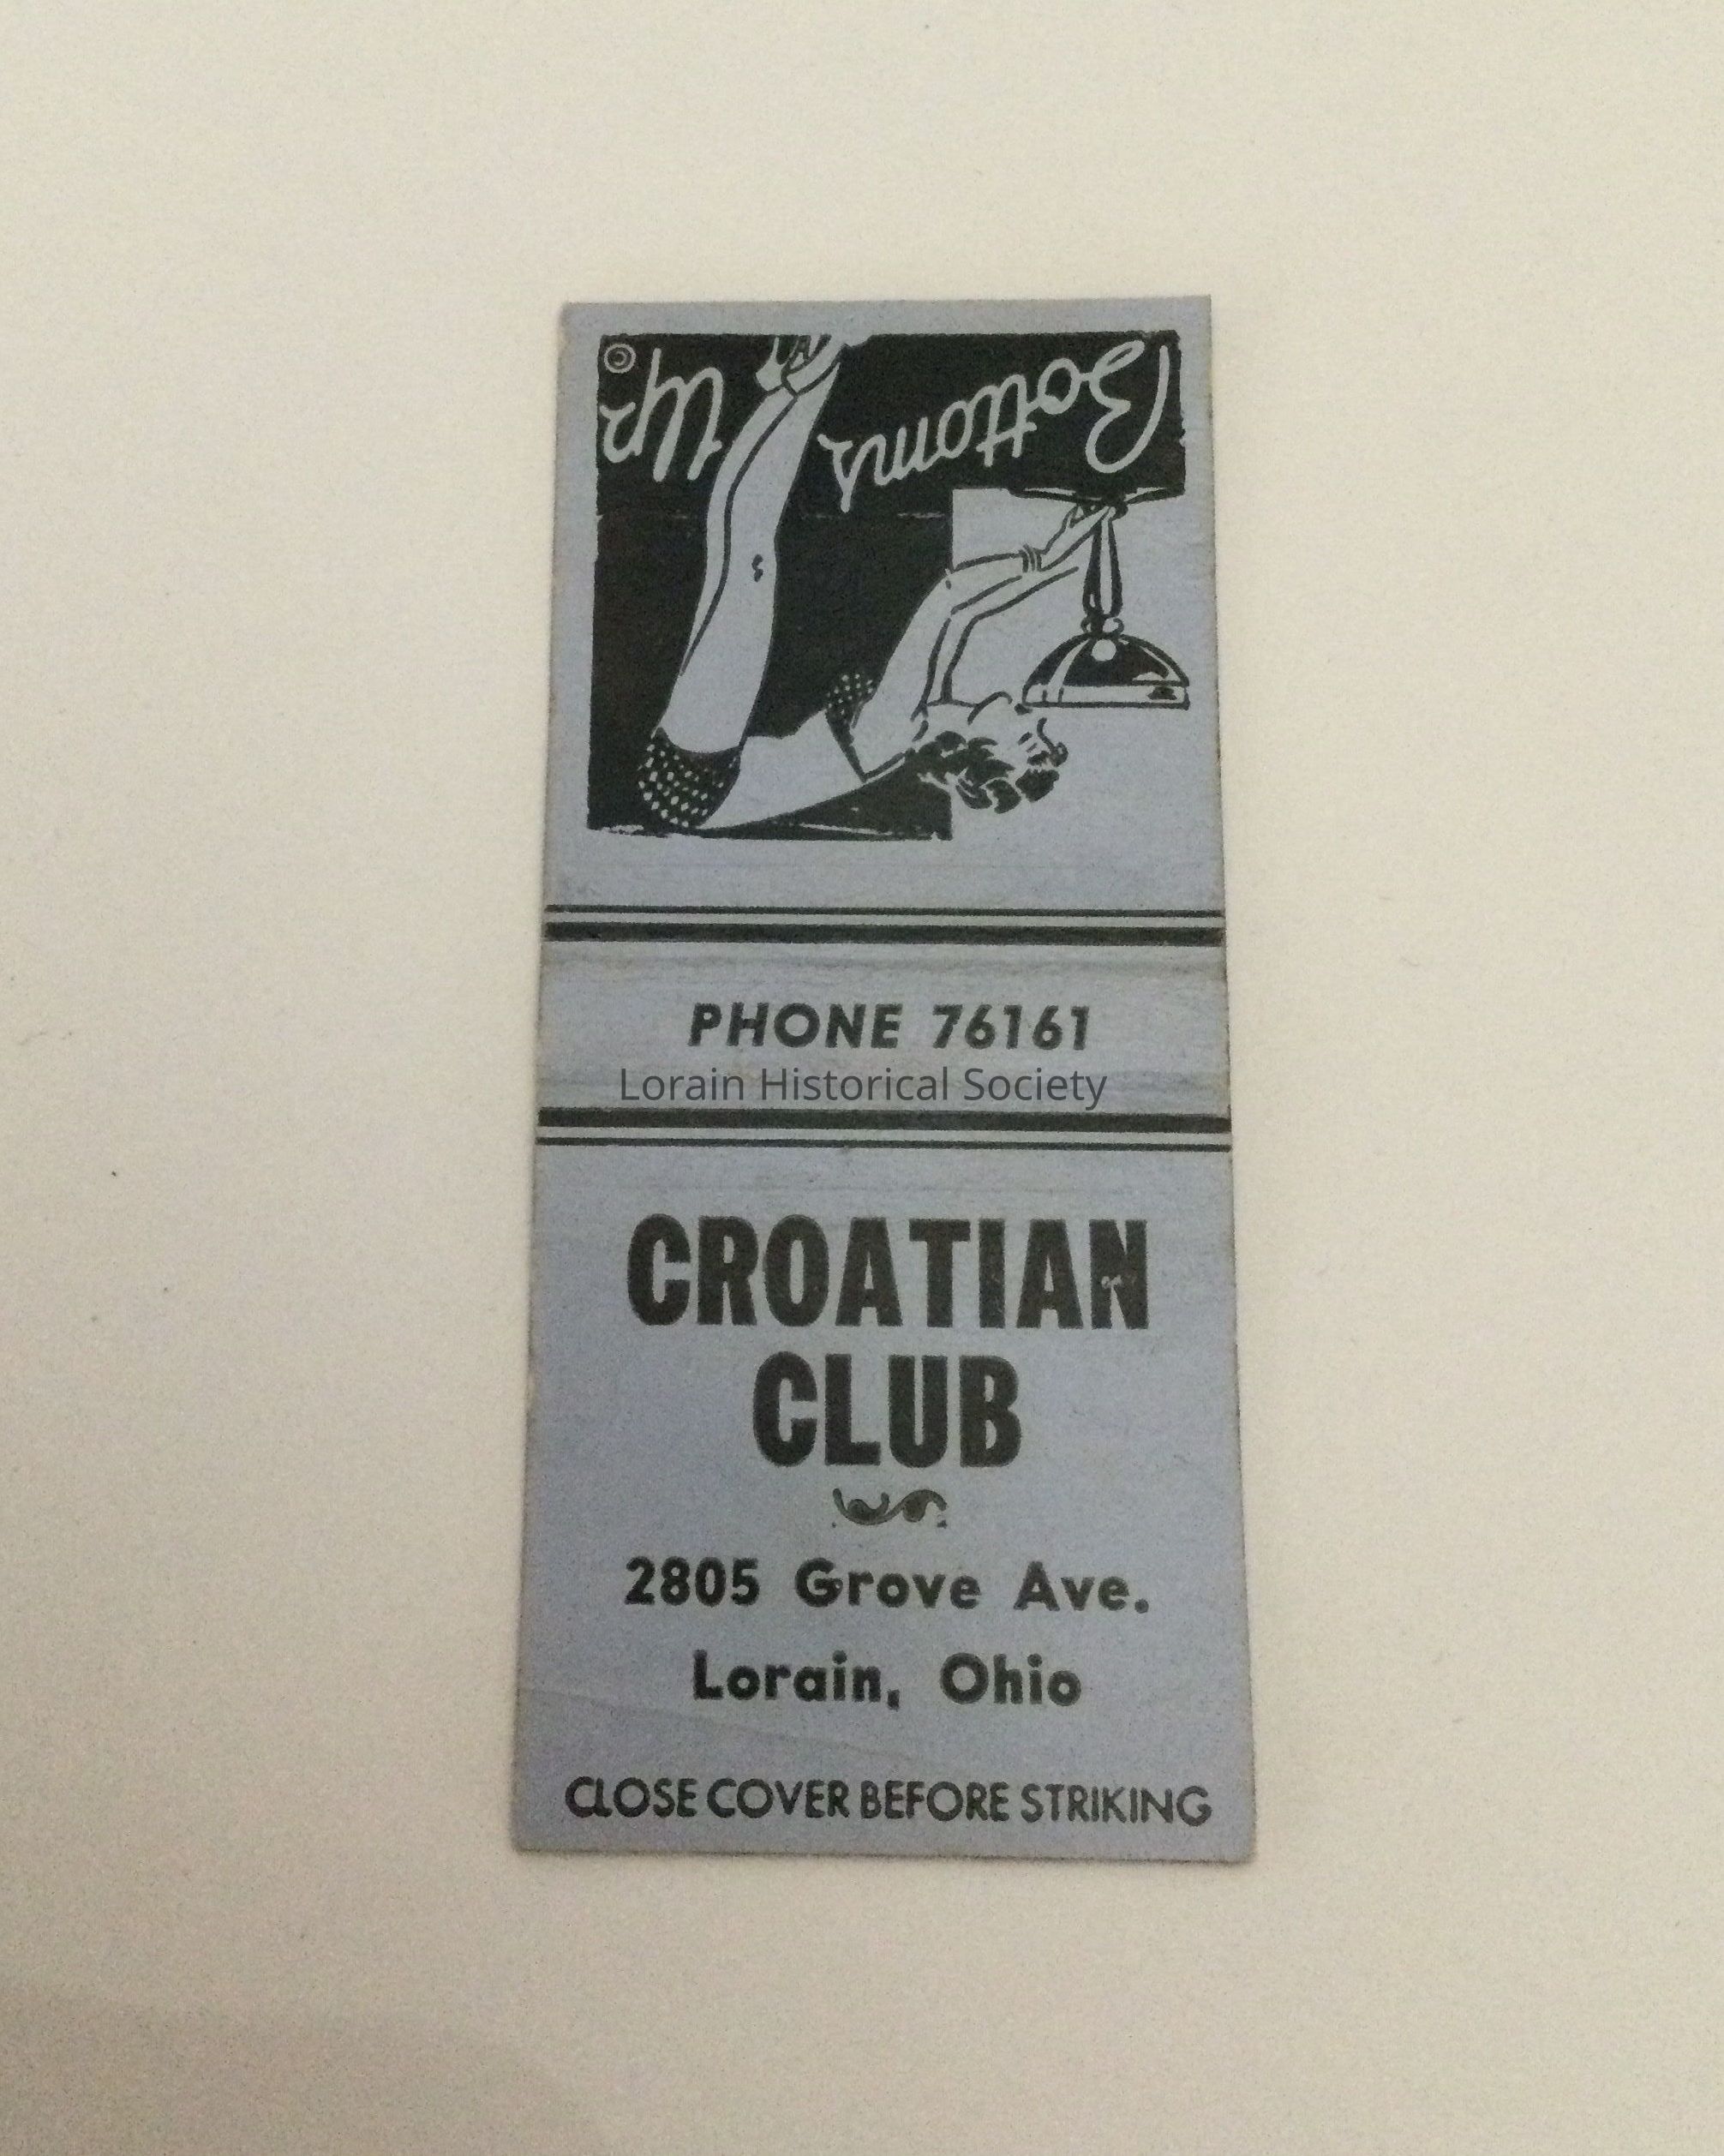 Bottoms Up
©
PHONE 76161
Lorain Historical Society
CROATIAN
CLUB
2805 Grove Ave.
Lorain, Ohio
CLOSE COVER BEFORE STRIKING